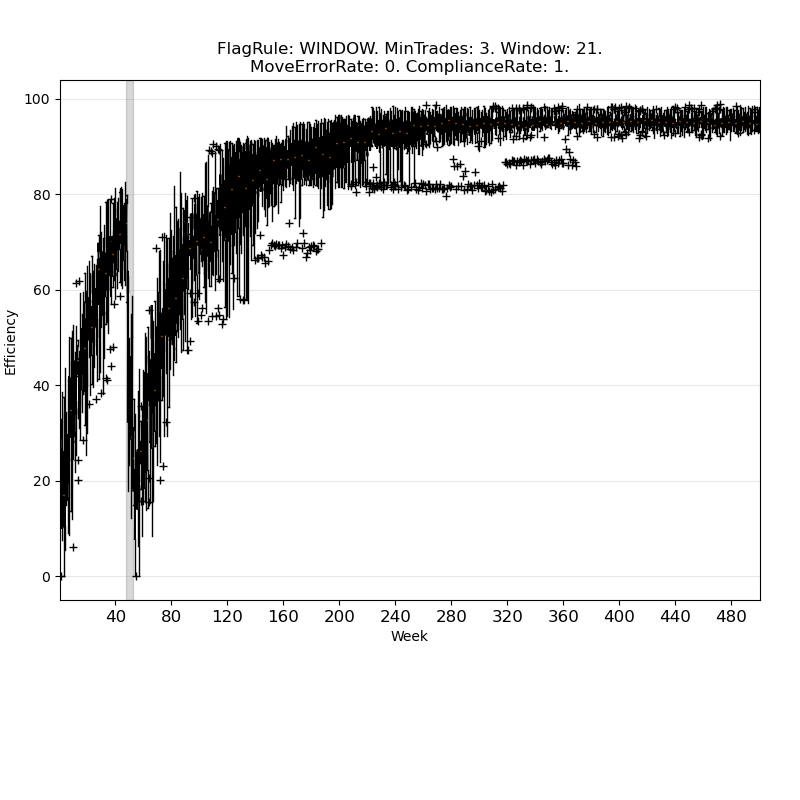 FlagRule: WINDOW. MinTrades: 3. Window: 21.
MoveErrorRate: 0. ComplianceRate: 1.
100
80
60
40
20
0
Efficiency
40 80 120 160 200 240 280 320 360 400 440 480
Week